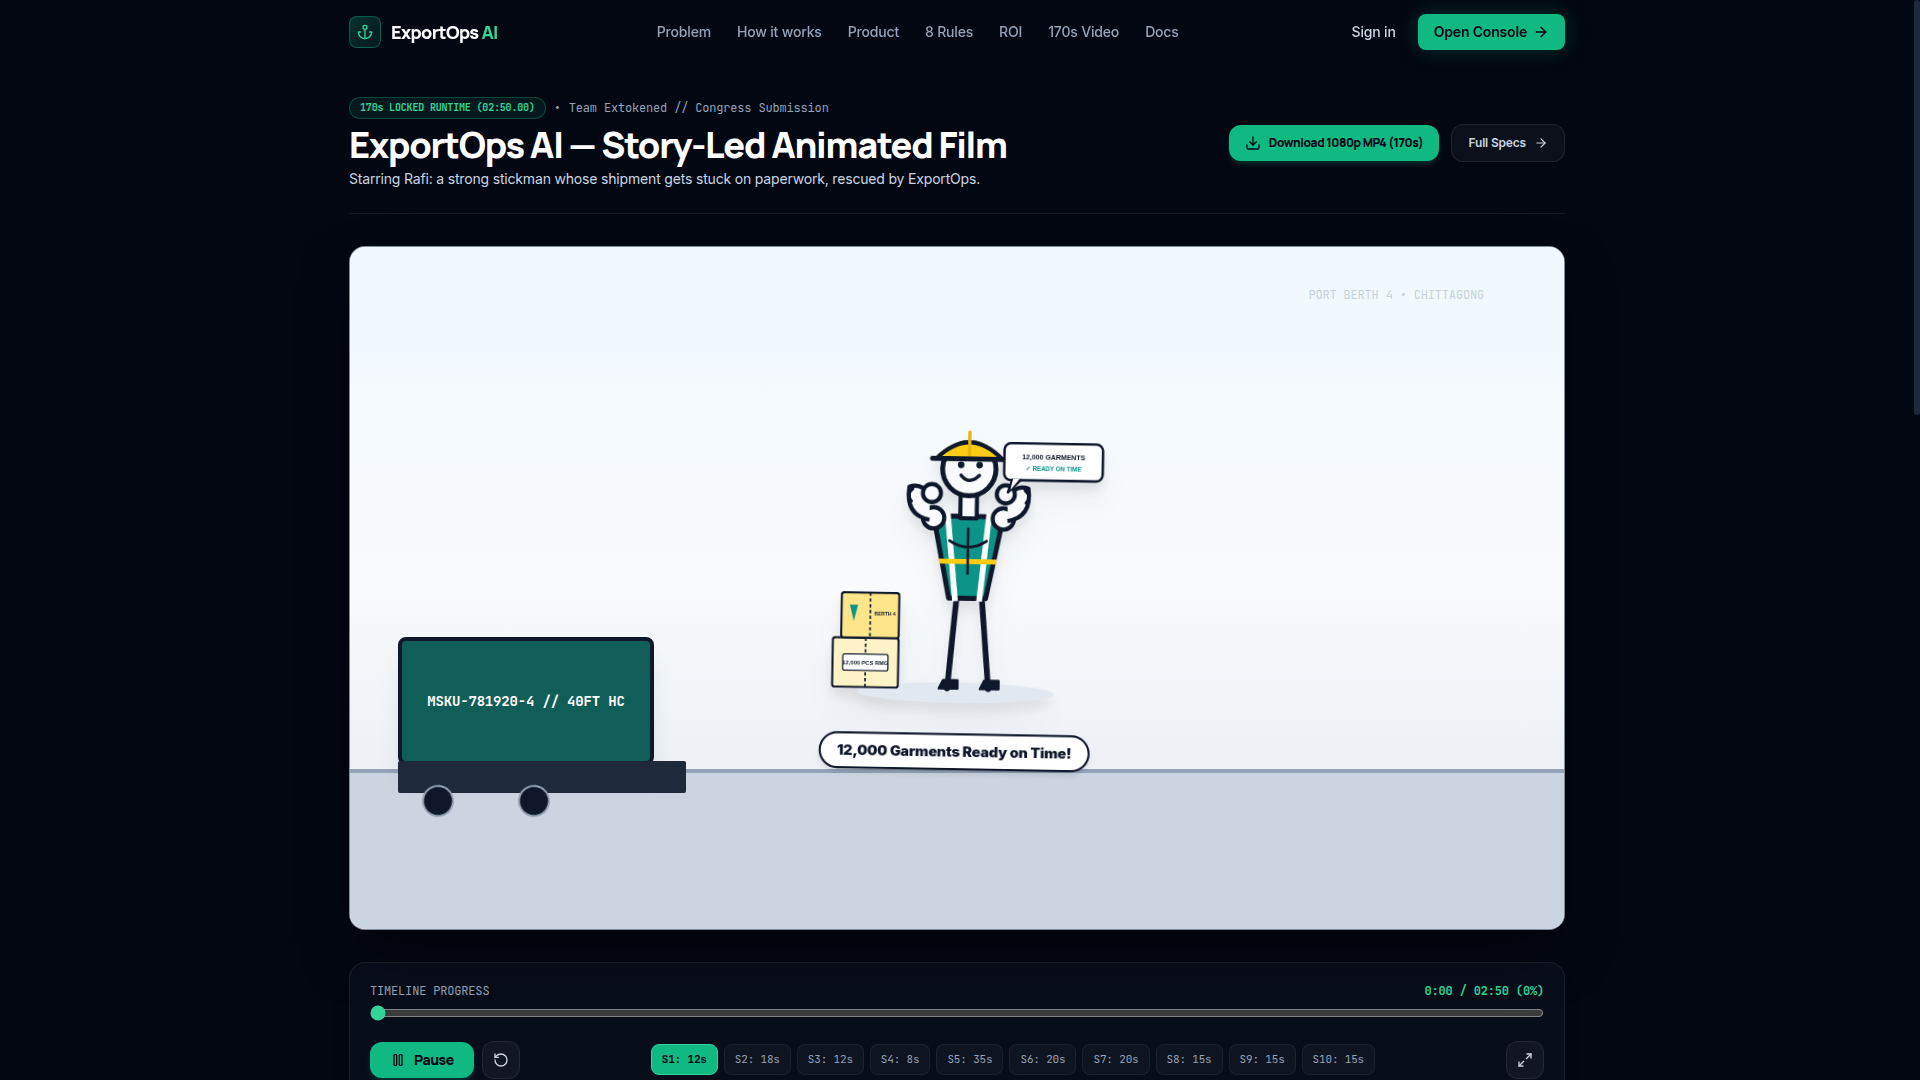 ExportOps AI
Problem
How it works
Product
8 Rules
ROI
170s Video
Docs
Sign in
Open Console
170s LOCKED RUNTIME (02:50.00)
• Team Extokened // Congress Submission
ExportOps AI — Story-Led Animated Film
Starring Rafi: a strong stickman whose shipment gets stuck on paperwork, rescued by ExportOps.
Download 1080p MP4 (170s)
Full Specs
PORT BERTH 4 • CHITTAGONG
12,000 GARMENTS
✓ READY ON TIME
BERTH 4
12,000 PCS RMG
MSKU-781920-4 // 40FT HC
12,000 Garments Ready on Time!
TIMELINE PROGRESS
0:00 / 02:50 (0%)
Pause
S1: 12s
S2: 18s
S3: 12s
S4: 8s
S5: 35s
S6: 20s
S7: 20s
S8: 15s
S9: 15s
S10: 15s